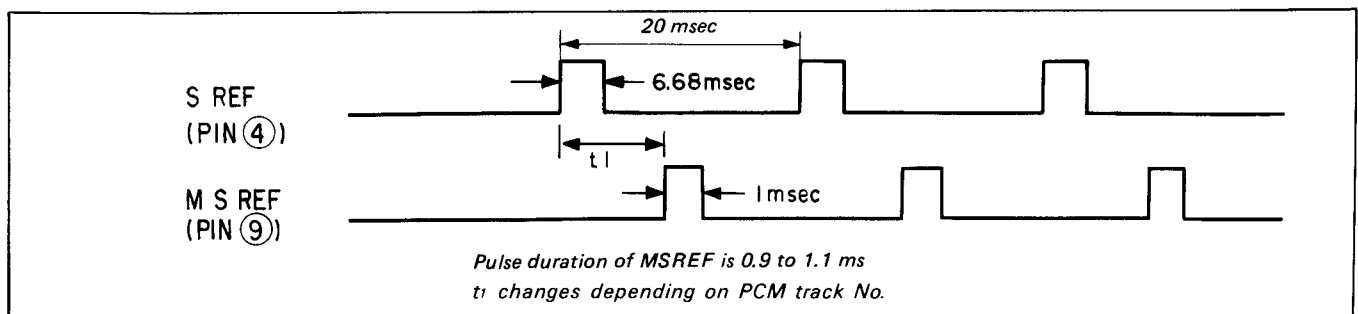 20 msec
S REF
(PIN ④)
6.68msec
t1
M S REF
(PIN ⑨)
1msec
Pulse duration of MSREF is 0.9 to 1.1 ms
t1 changes depending on PCM track No.